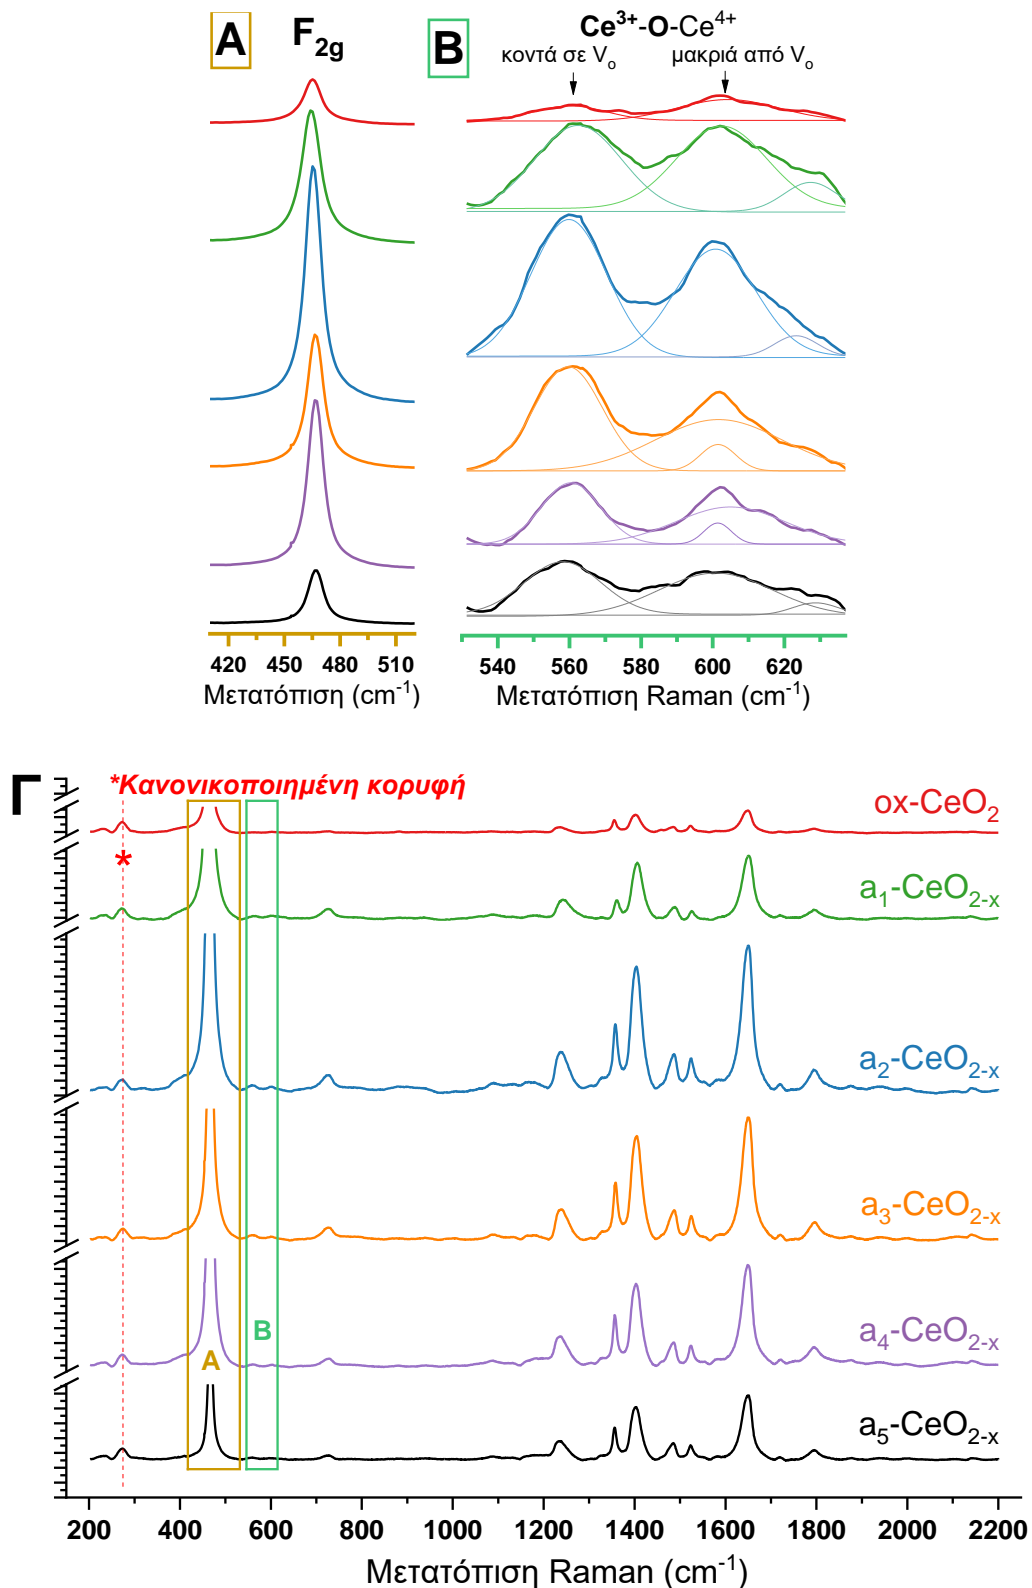 A
F2g
B
Ce3+-O-Ce4+
κοντά σε Vo
μακριά από Vo
420 450 480 510
Μετατόπιση (cm-1)
540 560 580 600 620
Μετατόπιση Raman (cm-1)
Γ
*Κανονικοποιημένη κορυφή
*
ox-CeO2
a1-CeO2-x
a2-CeO2-x
a3-CeO2-x
a4-CeO2-x
a5-CeO2-x
A
B
200 400 600 800 1000 1200 1400 1600 1800 2000 2200
Μετατόπιση Raman (cm-1)